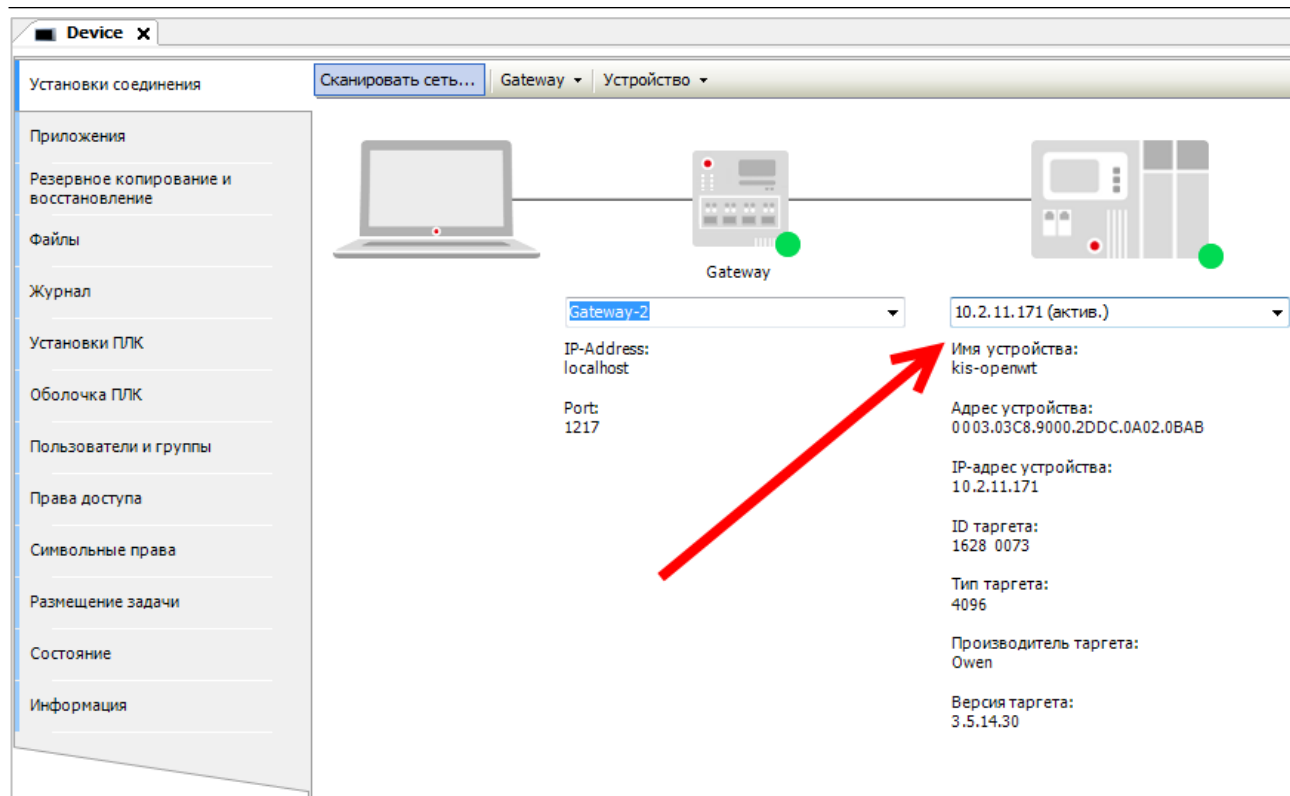 Device X
Установки соединения
Сканировать сеть...
Gateway
Устройство
Приложения
Резервное копирование и
восстановление
Файлы
Журнал
Установки ПЛК
Оболочка ПЛК
Пользователи и группы
Права доступа
Символьные права
Размещение задачи
Состояние
Информация
Gateway
Gateway-2
IP-Address:
localhost
Port:
1217
10.2.11.171 (актив.)
Имя устройства:
kis-openwrt
Адрес устройства:
0003.03C8.9000.2DDC.0A02.0BAB
IP-адрес устройства:
10.2.11.171
ID таргета:
1628 0073
Тип таргета:
4096
Производитель таргета:
Owen
Версия таргета:
3.5.14.30